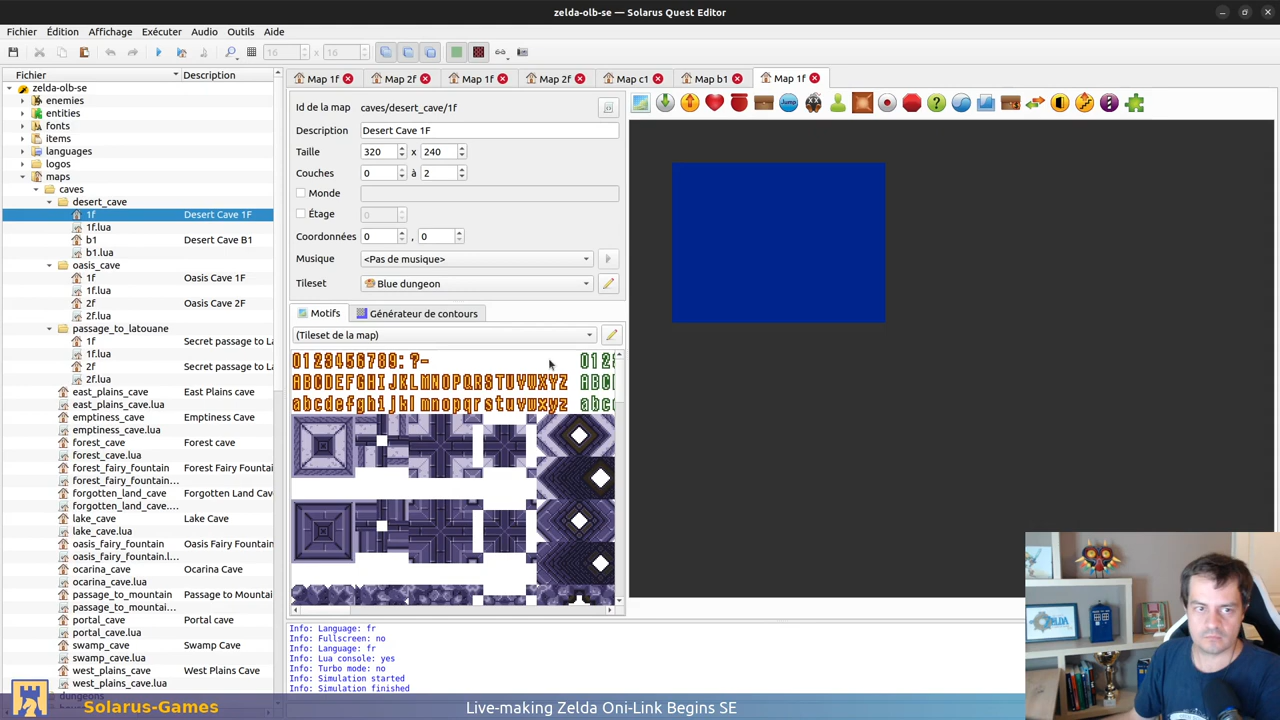 zelda-olb-se — Solarus Quest Editor
Fichier Édition Affichage Exécuter Audio Outils Aide
16 x 16
Fichier Description
Map 1f Map 2f Map 1f Map 2f Map c1 Map b1 Map 1f
zelda-olb-se
enemies
entities
fonts
items
languages
logos
maps
caves
desert_cave
1f Desert Cave 1F
1f.lua
b1 Desert Cave B1
b1.lua
oasis_cave
1f Oasis Cave 1F
1f.lua
2f Oasis Cave 2F
2f.lua
passage_to_latouane
1f Secret passage to La
1f.lua
2f Secret passage to La
2f.lua
east_plains_cave East Plains cave
east_plains_cave.lua
emptiness_cave Emptiness Cave
emptiness_cave.lua
forest_cave Forest cave
forest_cave.lua
forest_fairy_fountain Forest Fairy Fountain
forest_fairy_fountain....
forgotten_land_cave Forgotten Land Cave
forgotten_land_cave....
lake_cave Lake Cave
lake_cave.lua
oasis_fairy_fountain Oasis Fairy Fountain
oasis_fairy_fountain.l...
ocarina_cave Ocarina Cave
ocarina_cave.lua
passage_to_mountain Passage to Mountain
passage_to_mountai...
portal_cave Portal cave
portal_cave.lua
swamp_cave Swamp Cave
swamp_cave.lua
west_plains_cave West Plains Cave
west_plains_cave.lua
dungeons
Id de la map caves/desert_cave/1f
Description Desert Cave 1F
Taille 320 x 240
Couches 0 à 2
Monde
Étage 0
Coordonnées 0 , 0
Musique <Pas de musique>
Tileset Blue dungeon
Motifs Générateur de contours
(Tileset de la map)
0123456789:?- 012
ABCDEFGHIJKLMNOPQRSTUVWXYZ ABC
abcdefghijklmnopqrstuvwxyz abc
Jump
Info: Language: fr
Info: Fullscreen: no
Info: Language: fr
Info: Lua console: yes
Info: Turbo mode: no
Info: Simulation started
Info: Simulation finished
Solarus-Games
Live-making Zelda Oni-Link Begins SE